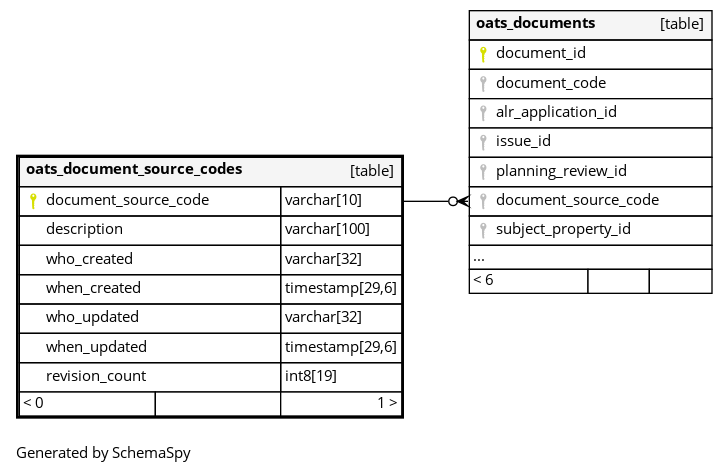 oats_documents [table]
document_id
document_code
alr_application_id
issue_id
planning_review_id
document_source_code
subject_property_id
...
< 6
oats_document_source_codes [table]
document_source_code varchar[10]
description varchar[100]
who_created varchar[32]
when_created timestamp[29,6]
who_updated varchar[32]
when_updated timestamp[29,6]
revision_count int8[19]
< 0 1 >
Generated by SchemaSpy